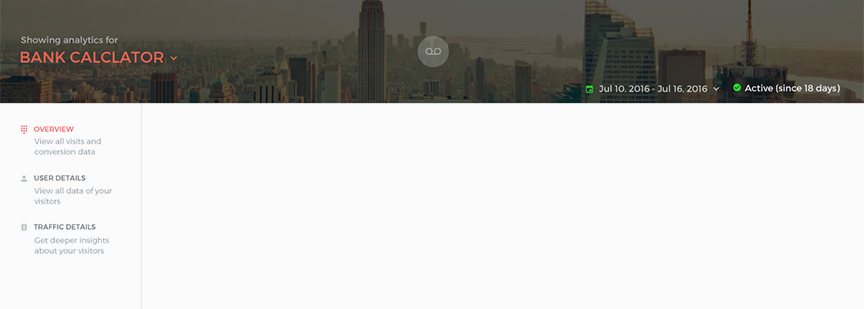 Showing analytics for
BANK CALCLATOR
Jul 10, 2016 - Jul 16, 2016
Active (since 18 days)
OVERVIEW
View all visits and
conversion data
USER DETAILS
View all data of your
visitors
TRAFFIC DETAILS
Get deeper insights
about your visitors